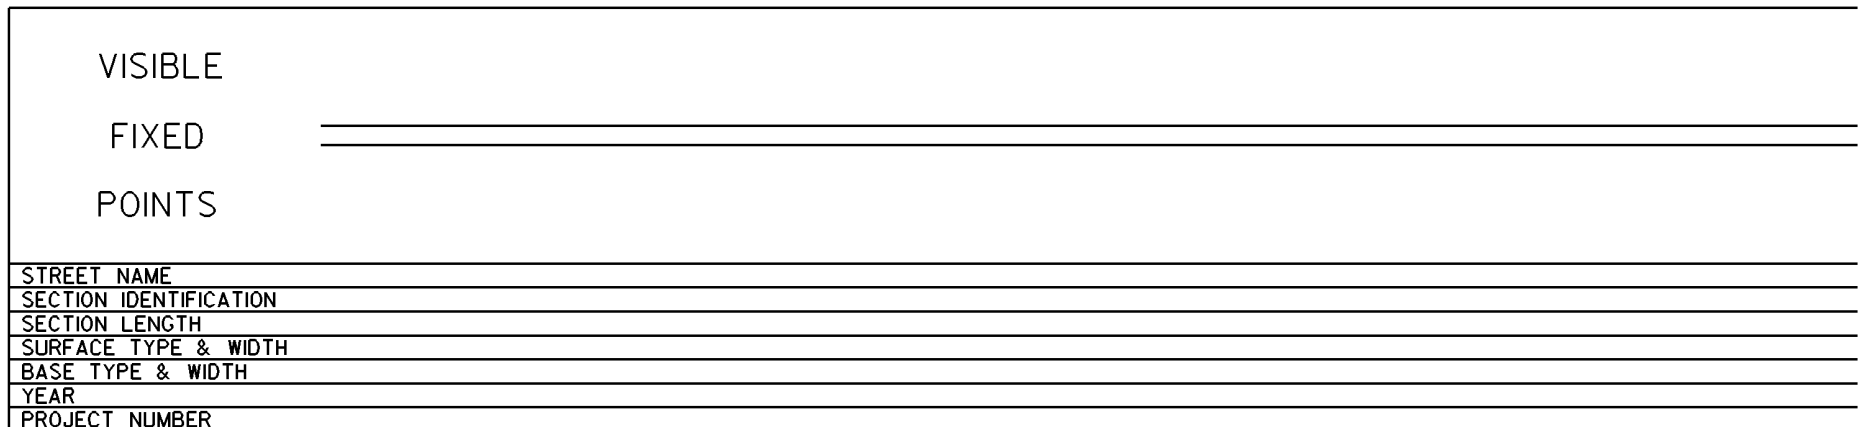 VISIBLE
FIXED
POINTS
STREET NAME
SECTION IDENTIFICATION
SECTION LENGTH
SURFACE TYPE & WIDTH
BASE TYPE & WIDTH
YEAR
PROJECT NUMBER